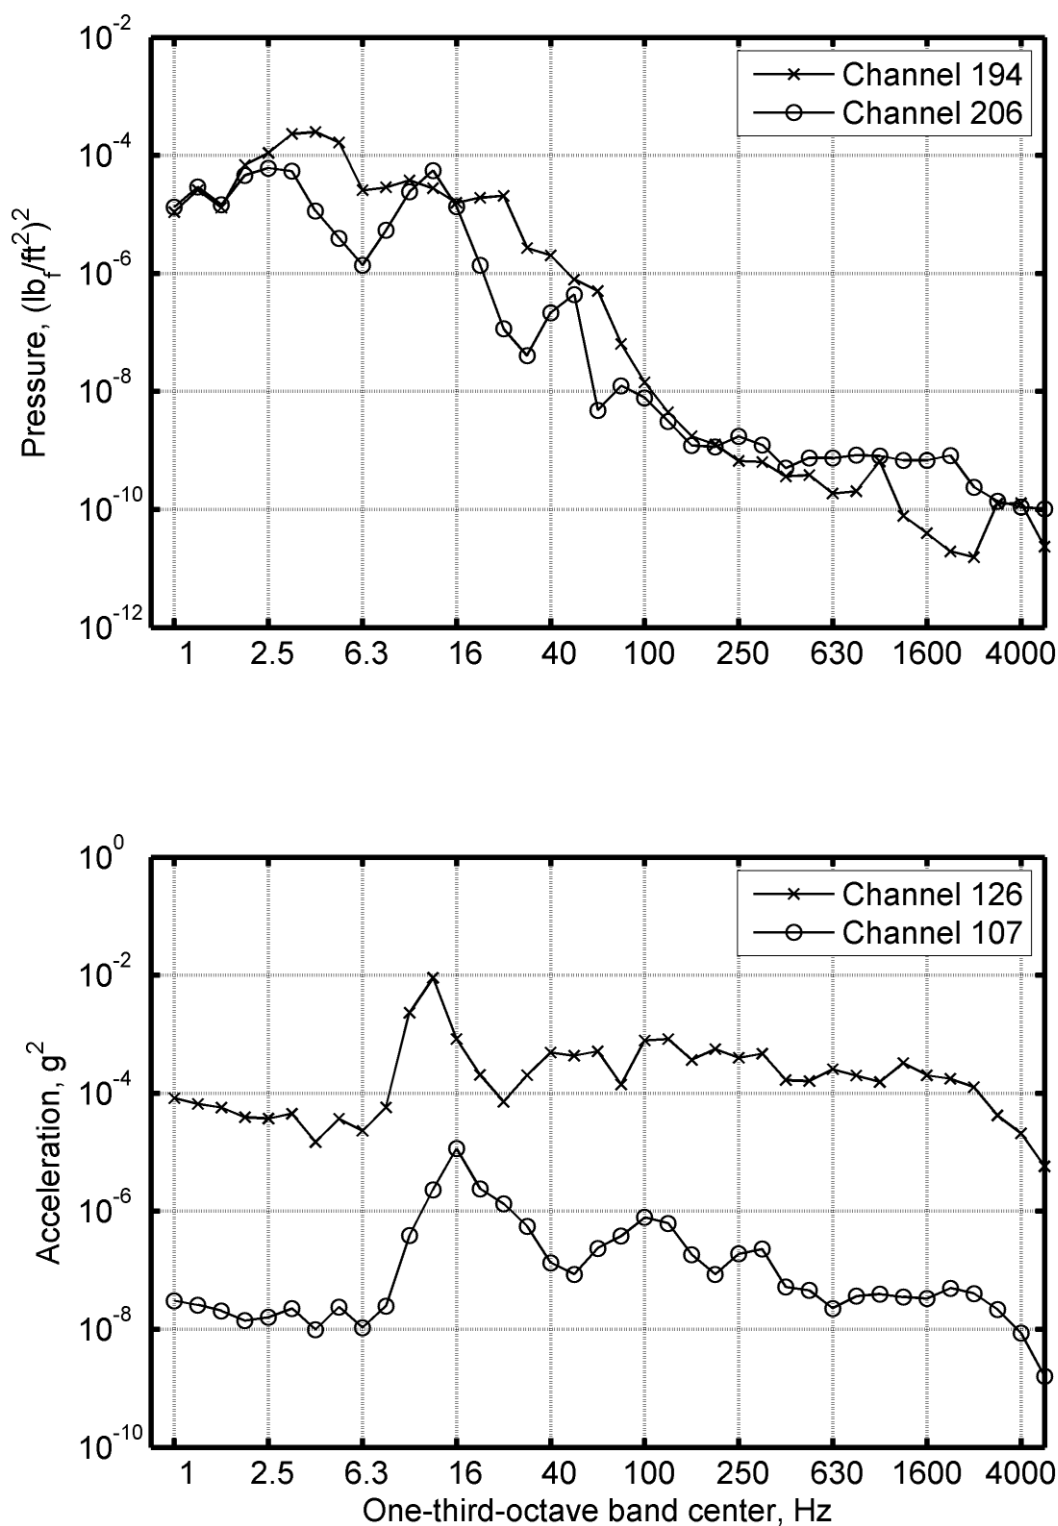 10^-2
Channel 194
Channel 206
10^-4
10^-6
10^-8
10^-10
10^-12
Pressure, (lb_f/ft^2)^2
1 2.5 6.3 16 40 100 250 630 1600 4000
10^0
Channel 126
Channel 107
10^-2
10^-4
10^-6
10^-8
10^-10
Acceleration, g^2
1 2.5 6.3 16 40 100 250 630 1600 4000
One-third-octave band center, Hz